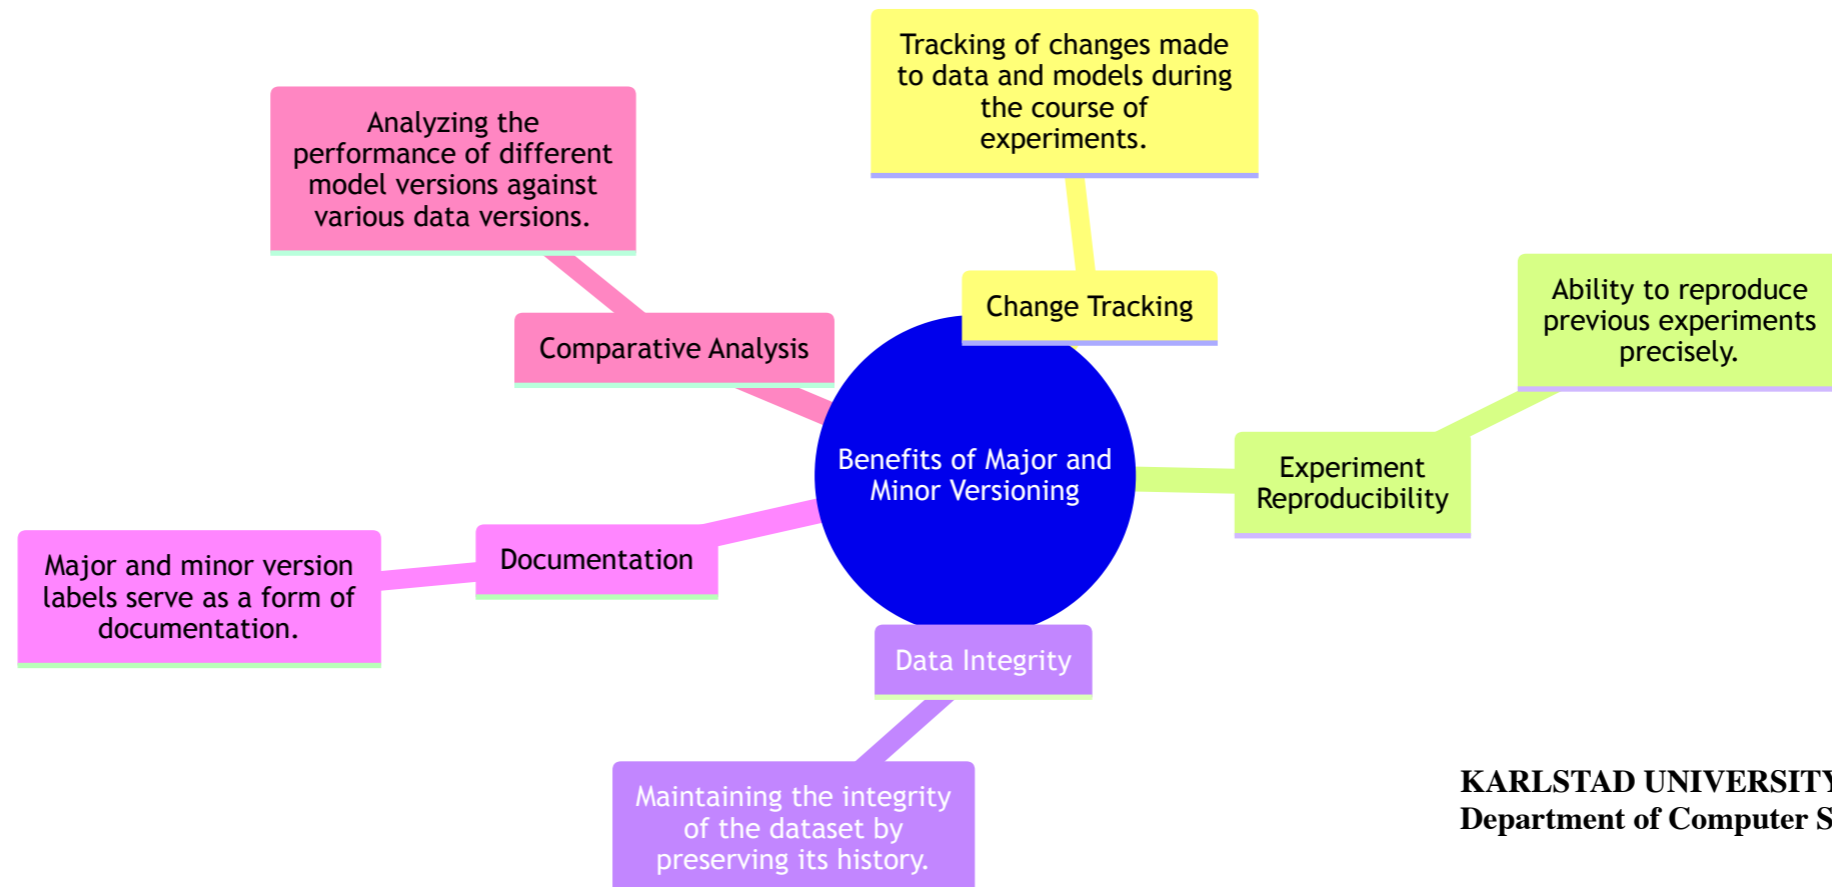 Tracking of changes made
to data and models during
the course of
experiments.
Analyzing the
performance of different
model versions against
various data versions.
Change Tracking
Comparative Analysis
Ability to reproduce
previous experiments
precisely.
Benefits of Major and
Minor Versioning
Experiment
Reproducibility
Documentation
Major and minor version
labels serve as a form of
documentation.
Data Integrity
Maintaining the integrity
of the dataset by
preserving its history.
KARLSTAD UNIVERSITY
Department of Computer S